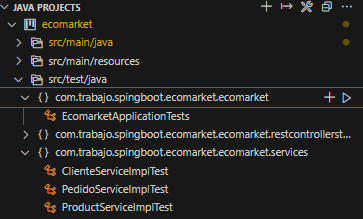 JAVA PROJECTS
ecomarket
src/main/java
src/main/resources
src/test/java
{} com.trabajo.spingboot.ecomarket.ecomarket
EcomarketApplicationTests
{} com.trabajo.spingboot.ecomarket.ecomarket.restcontrollerst...
{} com.trabajo.spingboot.ecomarket.ecomarket.services
ClienteServiceImplTest
PedidoServiceImplTest
ProductServiceImplTest